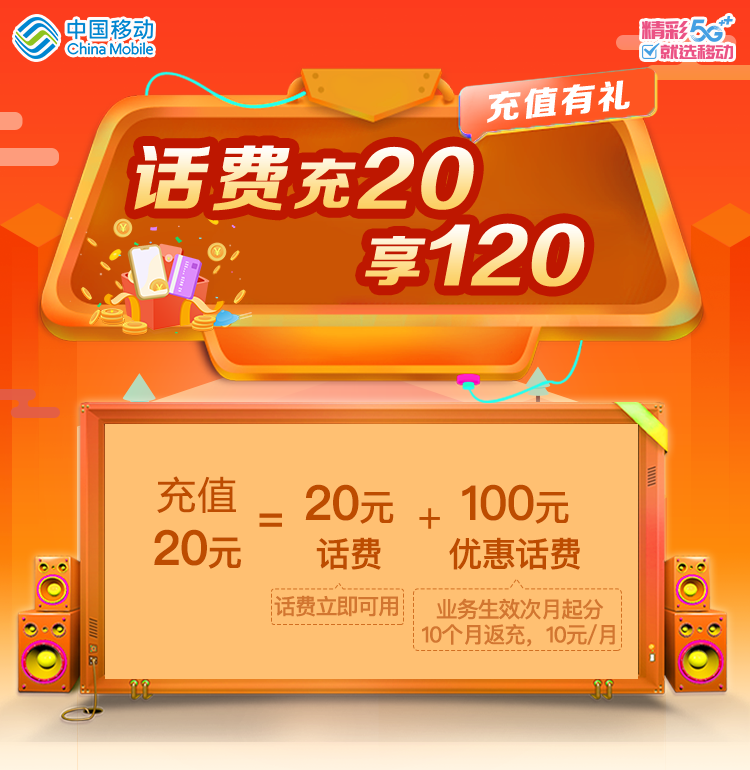 中国移动
China Mobile
精彩5G++
就选移动
充值有礼
话费充20
享120
充值
20元
=
20元
话费
+
100元
优惠话费
话费立即可用
业务生效次月起分
10个月返充，10元/月